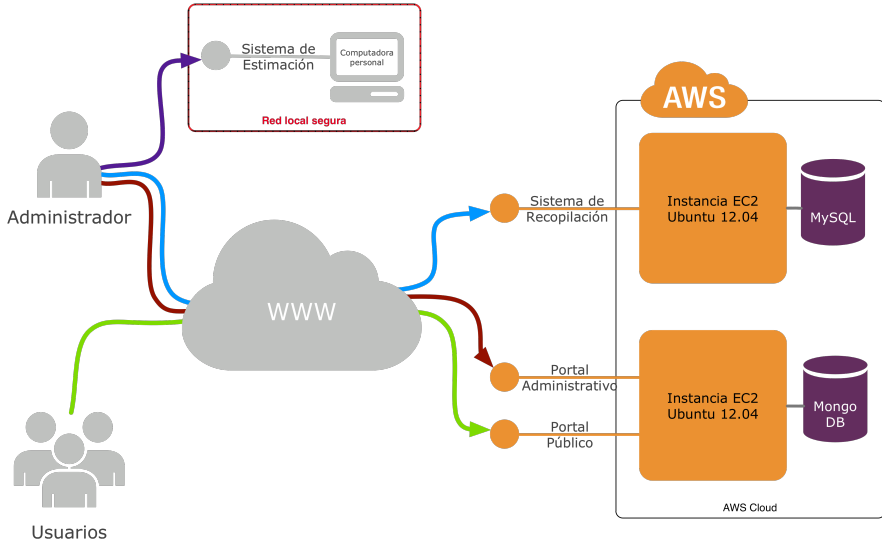 Sistema de
Estimación
Computadora
personal
Red local segura
Administrador
AWS
Sistema de
Recopilación
Instancia EC2
Ubuntu 12.04
MySQL
WWW
Portal
Administrativo
Instancia EC2
Ubuntu 12.04
Mongo
DB
Portal
Público
Usuarios
AWS Cloud